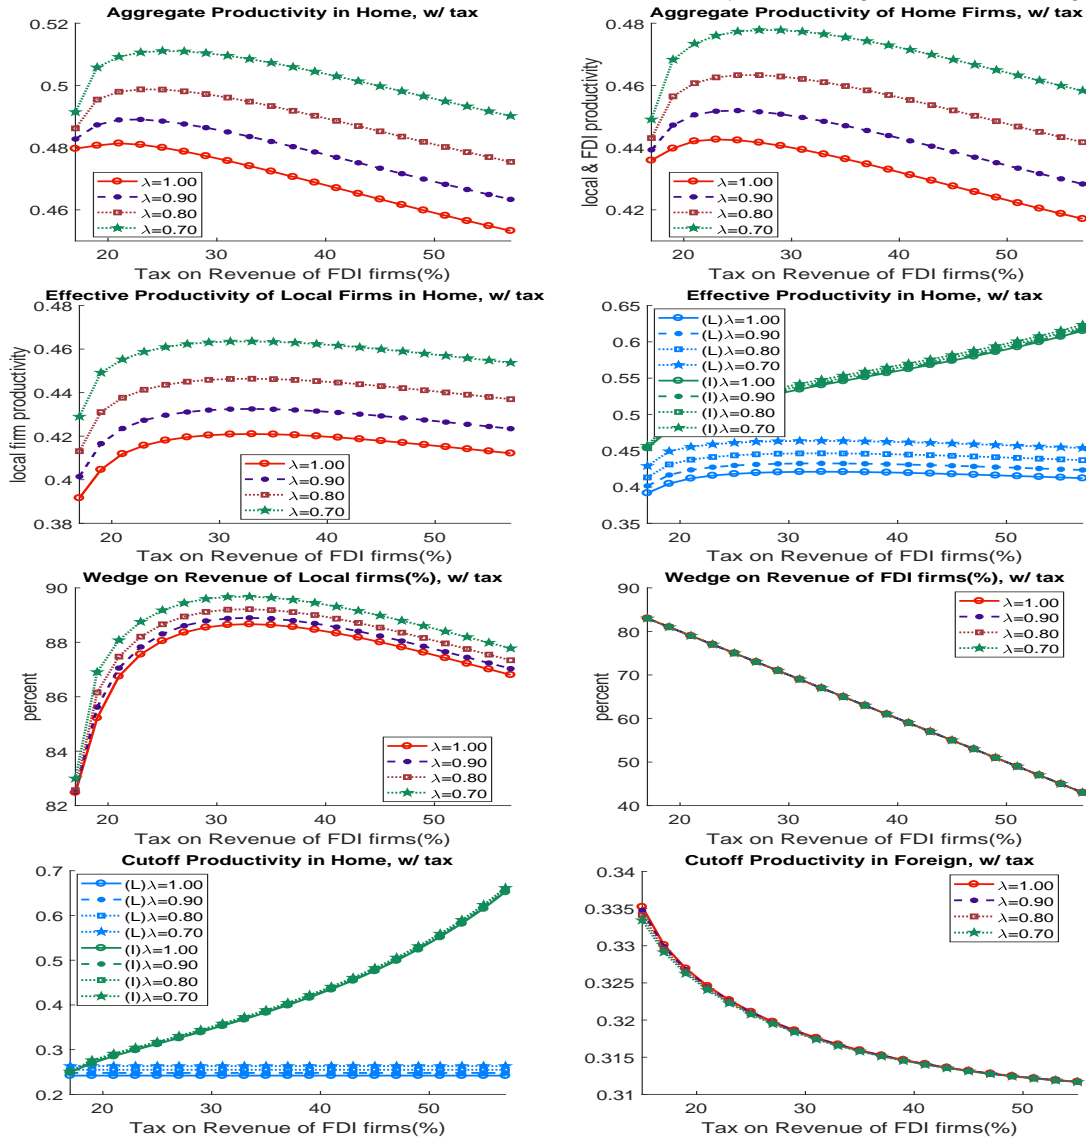 Aggregate Productivity in Home, w/ tax
0.52
0.5
0.48
0.46
λ=1.00
λ=0.90
λ=0.80
λ=0.70
20 30 40 50
Tax on Revenue of FDI firms(%)
Aggregate Productivity of Home Firms, w/ tax
local & FDI productivity
0.48
0.46
0.44
0.42
λ=1.00
λ=0.90
λ=0.80
λ=0.70
20 30 40 50
Tax on Revenue of FDI firms(%)
Effective Productivity of Local Firms in Home, w/ tax
local firm productivity
0.48
0.46
0.44
0.42
0.4
0.38
λ=1.00
λ=0.90
λ=0.80
λ=0.70
20 30 40 50
Tax on Revenue of FDI firms(%)
Effective Productivity in Home, w/ tax
0.65
0.6
0.55
0.5
0.45
0.4
0.35
(L)λ=1.00
(L)λ=0.90
(L)λ=0.80
(L)λ=0.70
(I)λ=1.00
(I)λ=0.90
(I)λ=0.80
(I)λ=0.70
20 30 40 50
Tax on Revenue of FDI firms(%)
Wedge on Revenue of Local firms(%), w/ tax
percent
90
88
86
84
82
λ=1.00
λ=0.90
λ=0.80
λ=0.70
20 30 40 50
Tax on Revenue of FDI firms(%)
Wedge on Revenue of FDI firms(%), w/ tax
percent
90
80
70
60
50
40
λ=1.00
λ=0.90
λ=0.80
λ=0.70
20 30 40 50
Tax on Revenue of FDI firms(%)
Cutoff Productivity in Home, w/ tax
0.7
0.6
0.5
0.4
0.3
0.2
(L)λ=1.00
(L)λ=0.90
(L)λ=0.80
(L)λ=0.70
(I)λ=1.00
(I)λ=0.90
(I)λ=0.80
(I)λ=0.70
20 30 40 50
Tax on Revenue of FDI firms(%)
Cutoff Productivity in Foreign, w/ tax
0.34
0.335
0.33
0.325
0.32
0.315
0.31
λ=1.00
λ=0.90
λ=0.80
λ=0.70
20 30 40 50
Tax on Revenue of FDI firms(%)